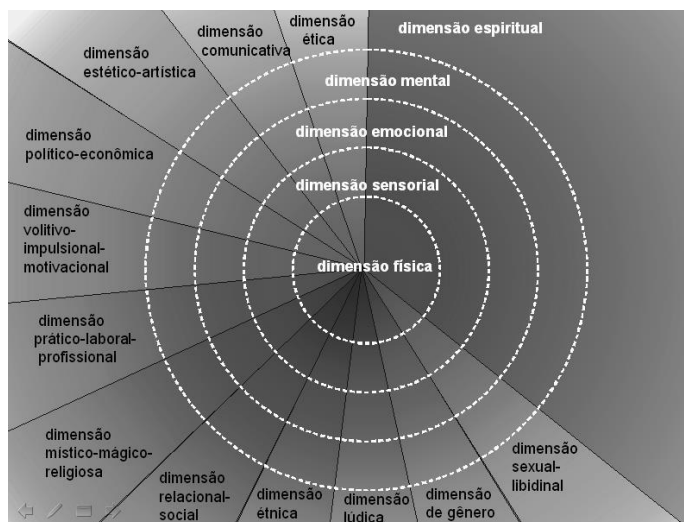 dimensão
ética
dimensão espiritual
dimensão
comunicativa
dimensão
estético-artística
dimensão mental
dimensão emocional
dimensão
político-econômica
dimensão sensorial
dimensão
volitivo-
impulsional-
motivacional
dimensão física
dimensão
prático-laboral-
profissional
dimensão
místico-mágico-
religiosa
dimensão
relacional-
social
dimensão
étnica
dimensão
lúdica
dimensão
de gênero
dimensão
sexual-
libidinal